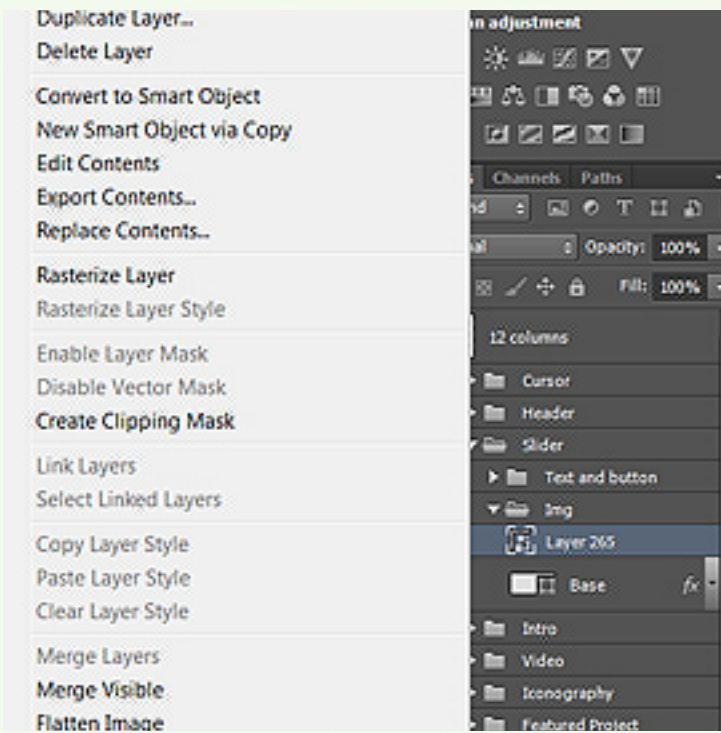 Duplicate Layer...
Delete Layer
Convert to Smart Object
New Smart Object via Copy
Edit Contents
Export Contents...
Replace Contents...
Rasterize Layer
Rasterize Layer Style
Enable Layer Mask
Disable Vector Mask
Create Clipping Mask
Link Layers
Select Linked Layers
Copy Layer Style
Paste Layer Style
Clear Layer Style
Merge Layers
Merge Visible
Flatten Image
adjustment
Channels Paths
T
Opacity: 100%
Fill: 100%
12 columns
Cursor
Header
Slider
Text and button
Img
Layer 265
Base fx
Intro
Video
Iconography
Featured Project